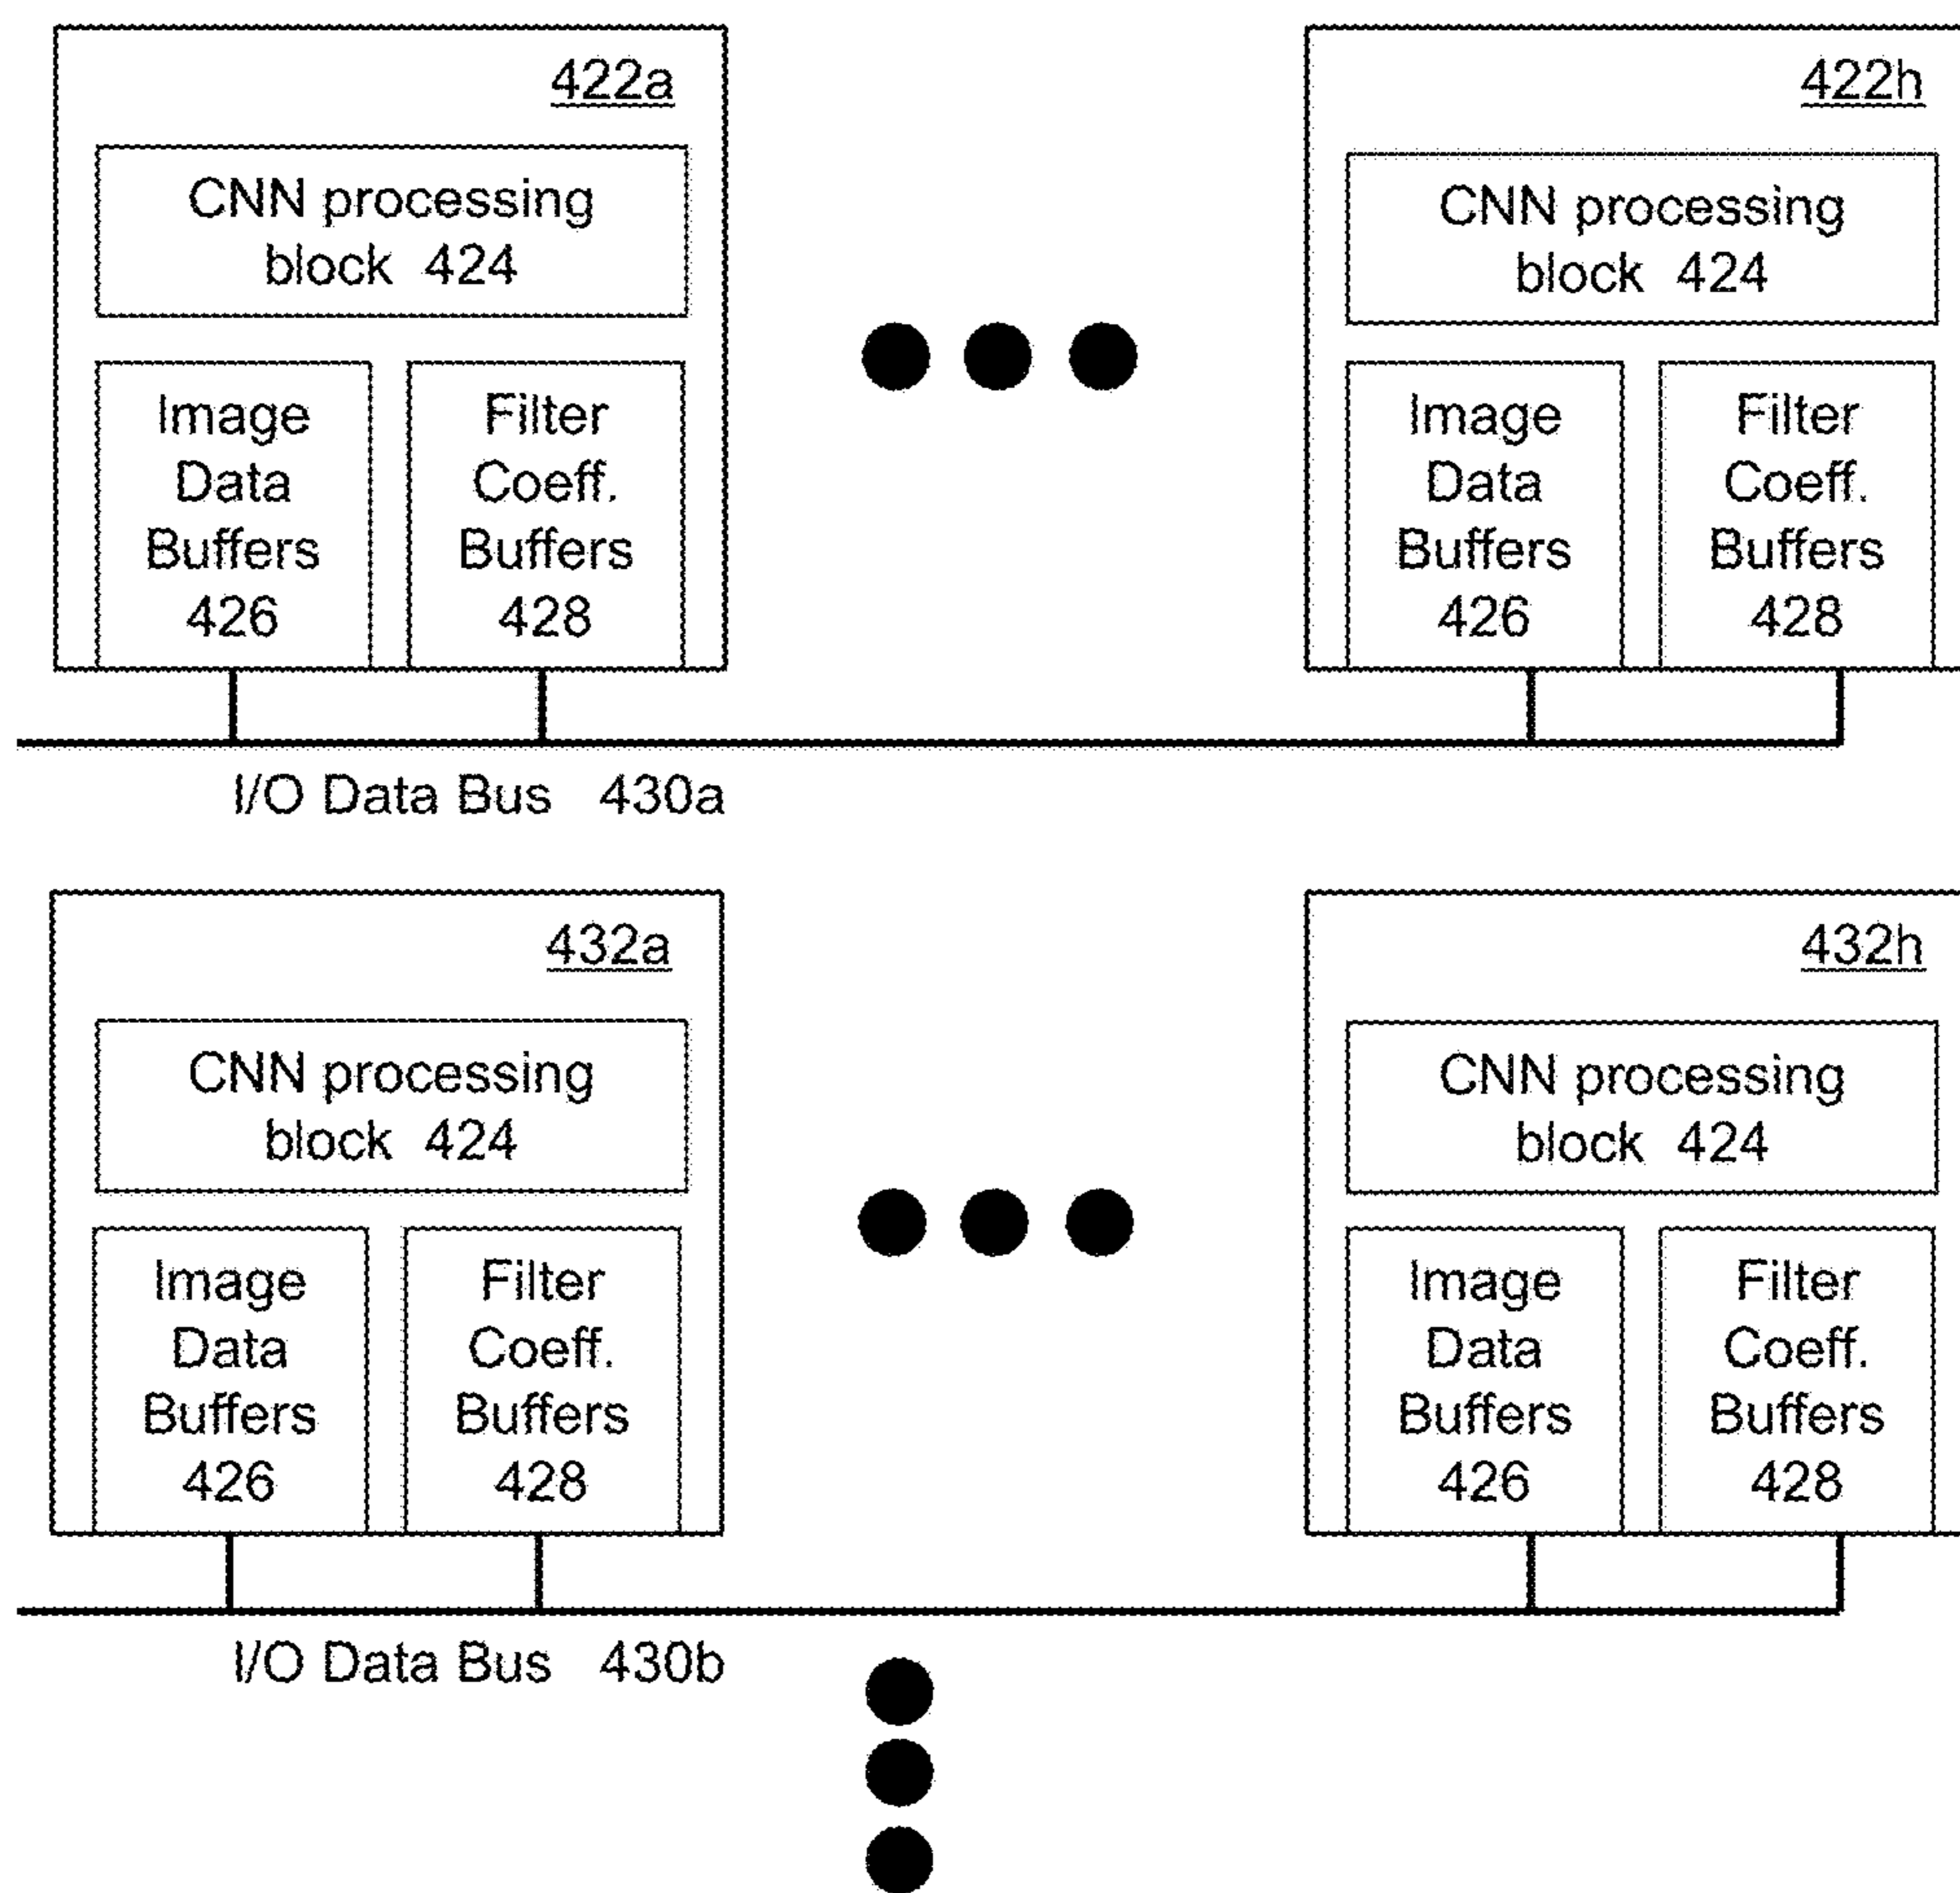 422a
CNN processing
block 424
Image
Data
Buffers
426
Filter
Coeff.
Buffers
428
422h
CNN processing
block 424
Image
Data
Buffers
426
Filter
Coeff.
Buffers
428
I/O Data Bus 430a
432a
CNN processing
block 424
Image
Data
Buffers
426
Filter
Coeff.
Buffers
428
432h
CNN processing
block 424
Image
Data
Buffers
426
Filter
Coeff.
Buffers
428
I/O Data Bus 430b